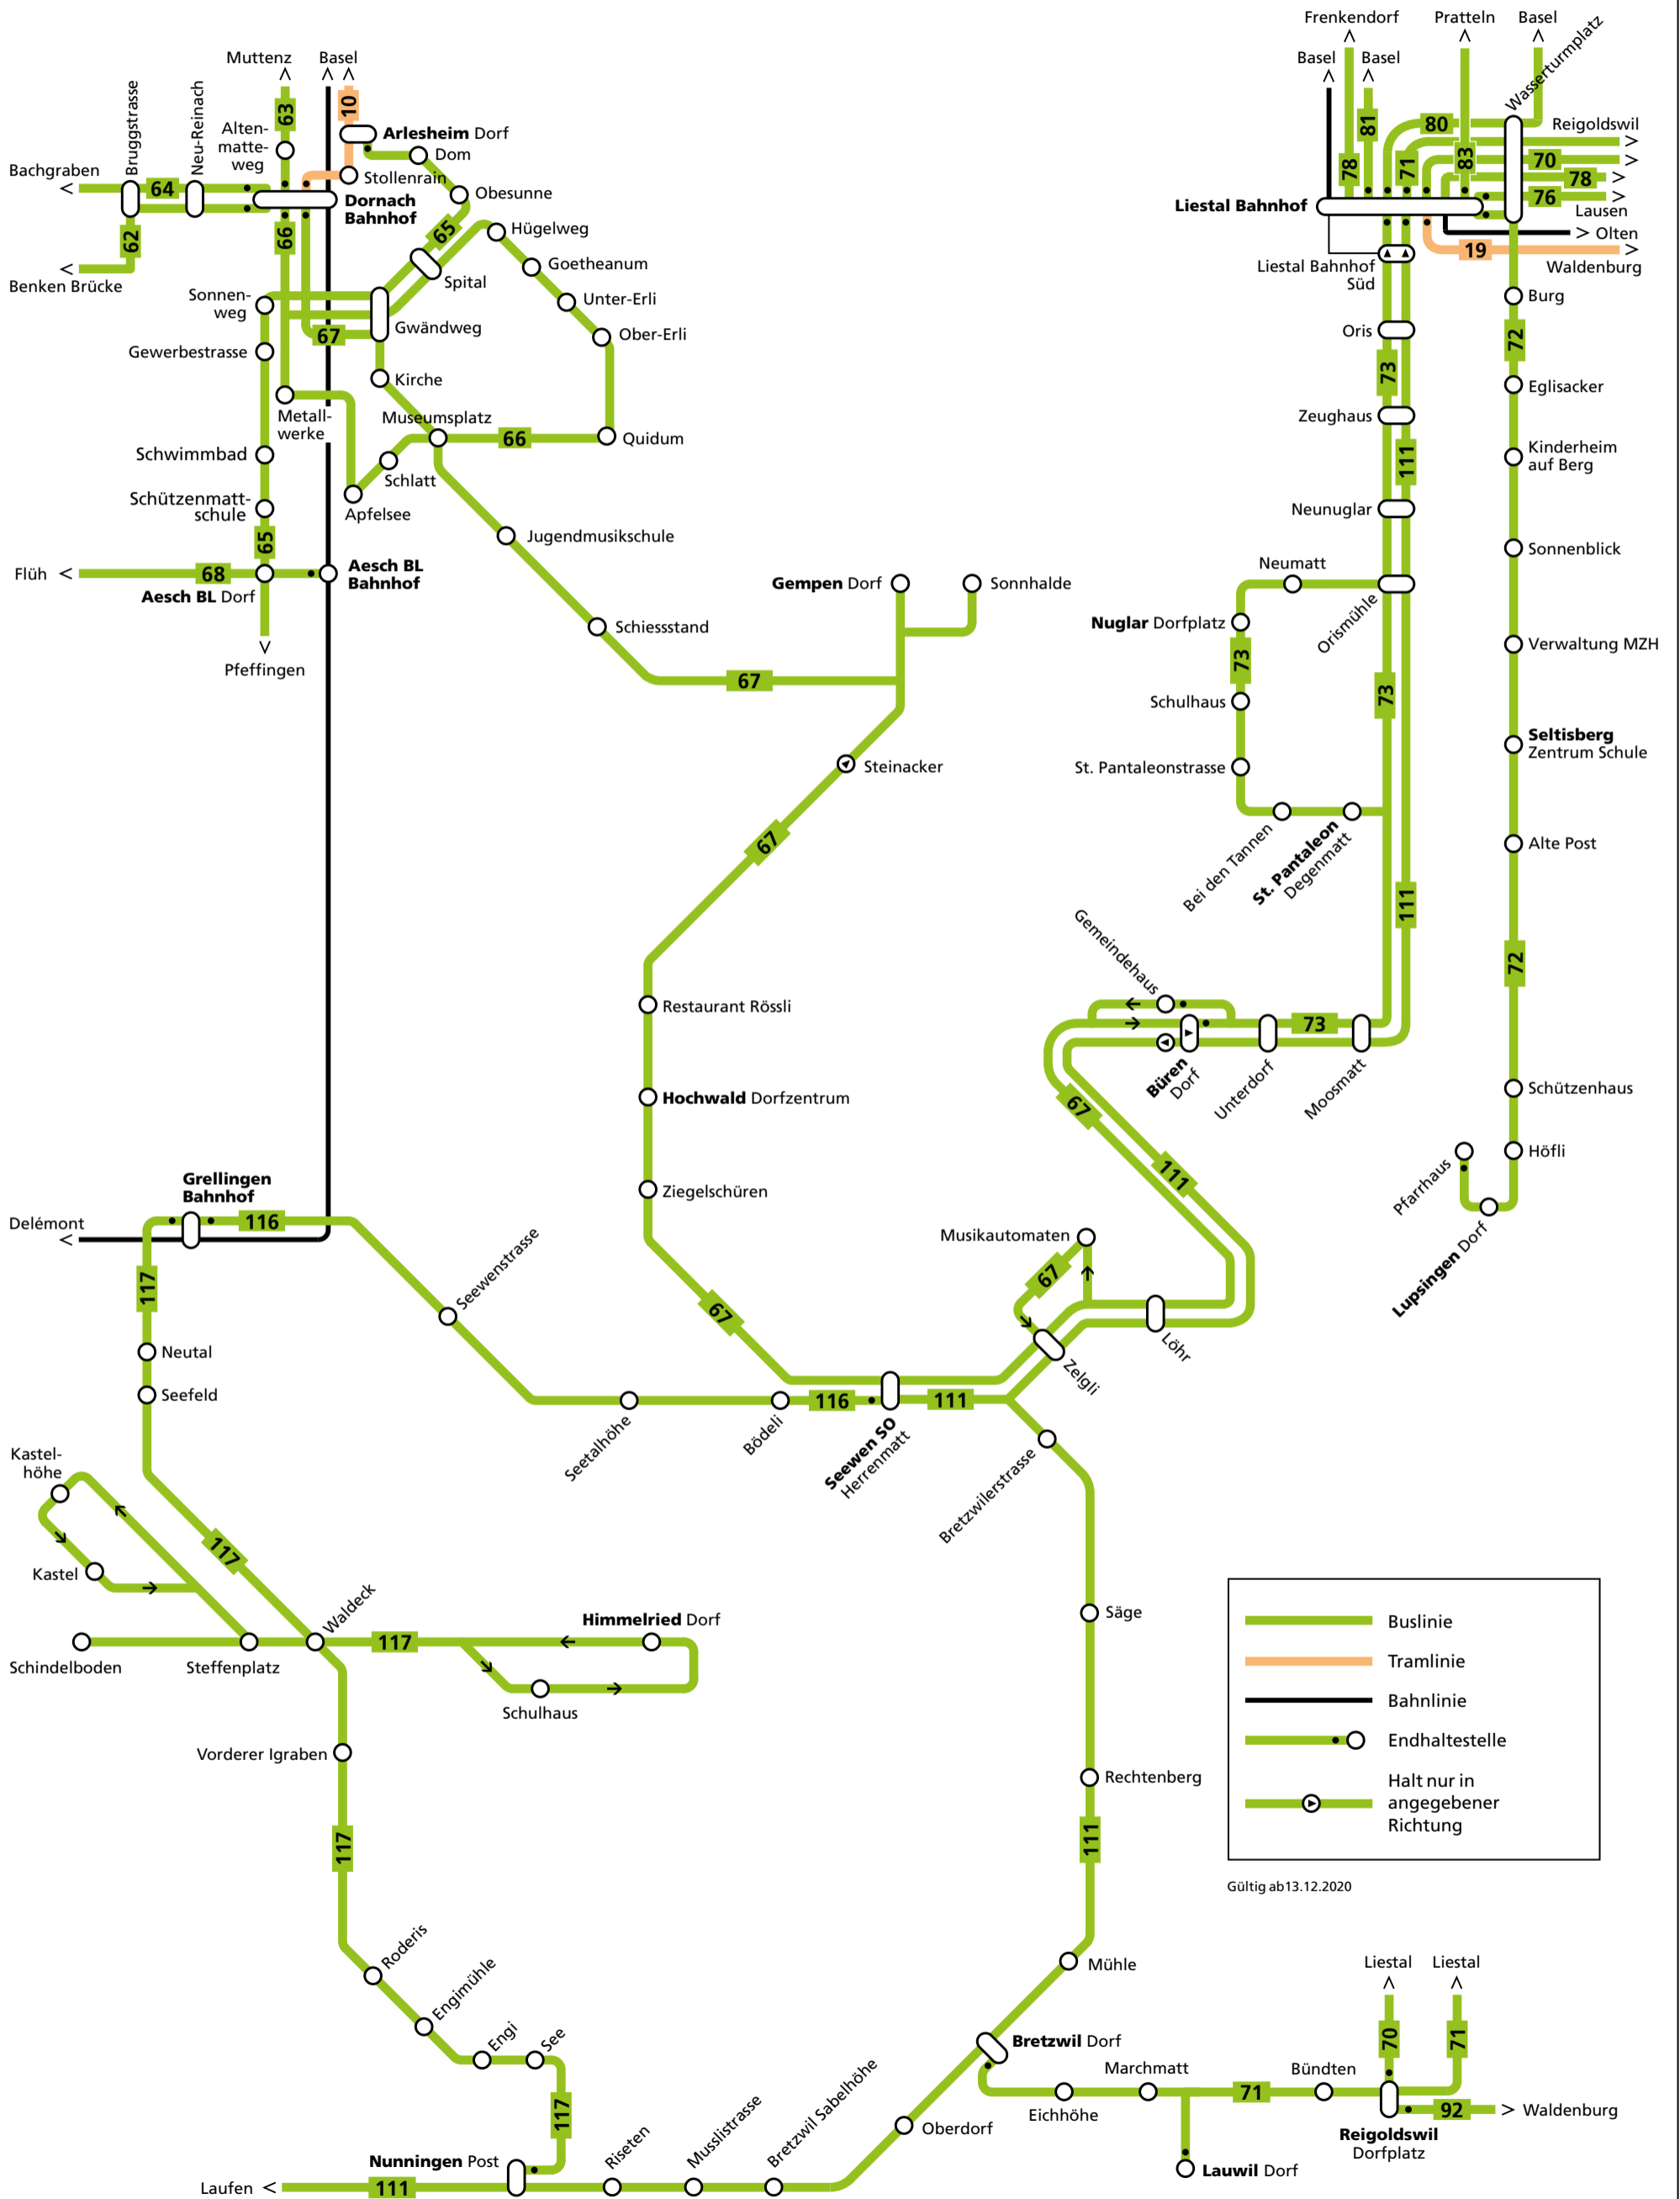 Muttenz
Basel
63
10
Bruggstrasse
Neu-Reinach
Alten-
matte-
weg
Arlesheim Dorf
Dom
Stollenrain
Obesunne
Bachgraben
64
Dornach
Bahnhof
62
66
65
Hügelweg
Benken Brücke
Goetheanum
Spital
Unter-Erli
Sonnen-
weg
Gwändweg
67
Ober-Erli
Gewerbestrasse
Kirche
Metall-
werke
Museumsplatz
66
Quidum
Schwimmbad
Schlatt
Schützenmatt-
schule
Apfelsee
65
Jugendmusikschule
Flüh
68
Aesch BL
Bahnhof
Aesch BL Dorf
Pfeffingen
Schiessstand
Gempen Dorf
Sonnhalde
67
Steinacker
67
Restaurant Rössli
Hochwald Dorfzentrum
Ziegelschüren
67
Frenkendorf
Pratteln
Basel
Basel
Basel
Wasserturmplatz
81
80
Reigoldswil
78
71
83
70
78
76
Liestal Bahnhof
Lausen
Olten
19
Waldenburg
Liestal Bahnhof
Süd
Burg
Oris
72
73
Eglisacker
Zeughaus
111
Kinderheim
auf Berg
Neunuglar
Sonnenblick
Neumatt
Orismühle
Nuglar Dorfplatz
73
Verwaltung MZH
73
Schulhaus
Seltisberg
Zentrum Schule
St. Pantaleonstrasse
Bei den Tannen
St. Pantaleon
Degenmatt
Alte Post
111
72
Gemeindehaus
73
Büren
Dorf
Unterdorf
Moosmatt
67
111
Schützenhaus
Höfli
Pfarrhaus
Lupsingen Dorf
Musikautomaten
67
Löhr
Zelgli
Grellingen
Bahnhof
Delémont
116
117
Seewenstrasse
Neutal
Seefeld
Seetalhöhe
Bödeli
116
111
Seewen SO
Herrenmatt
Bretzwilerstrasse
Kastel-
höhe
117
Kastel
Waldeck
Himmelried Dorf
117
Schindelboden
Steffenplatz
Schulhaus
Säge
Vorderer Igraben
Rechtenberg
117
111
Roderis
Engimühle
Mühle
Engi
See
117
Bretzwil Dorf
Marchmatt
Bündten
71
Eichhöhe
Liestal
Liestal
70
71
92
Waldenburg
Reigoldswil
Dorfplatz
Lauwil Dorf
Oberdorf
Nunningen Post
Riseten
Musslistrasse
Bretzwil Sabelhöhe
Laufen
111
Buslinie
Tramlinie
Bahnlinie
Endhaltestelle
Halt nur in
angegebener
Richtung
Gültig ab13.12.2020